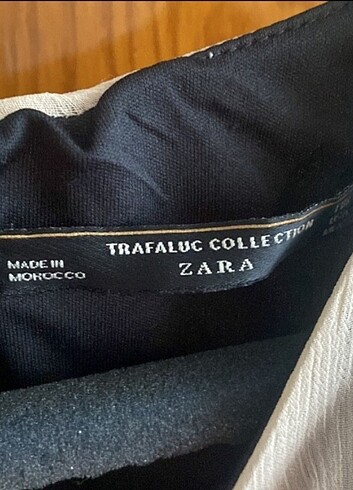 TRAFALUC COLLECTION
MADE IN
MOROCCO
ZARA